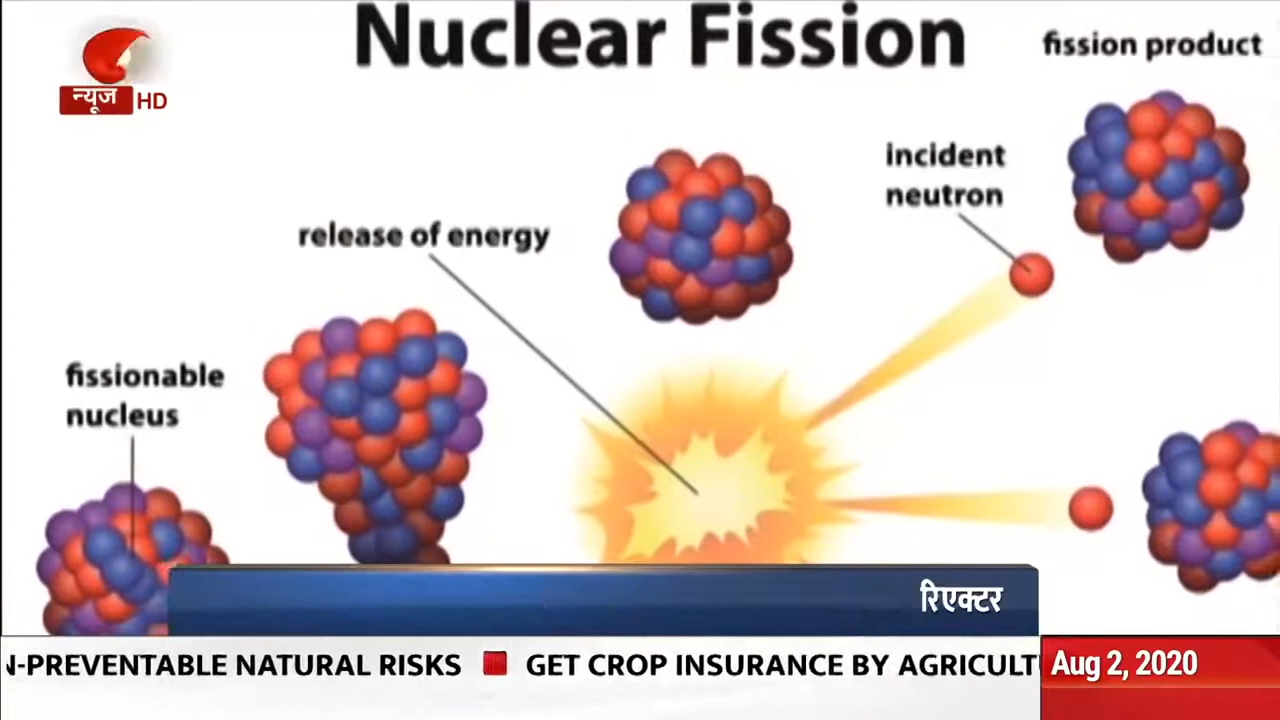 Nuclear Fission
fission product
न्यूज़
HD
incident
neutron
release of energy
fissionable
nucleus
रिएक्टर
N-PREVENTABLE NATURAL RISKS
GET CROP INSURANCE BY AGRICULT
Aug 2, 2020